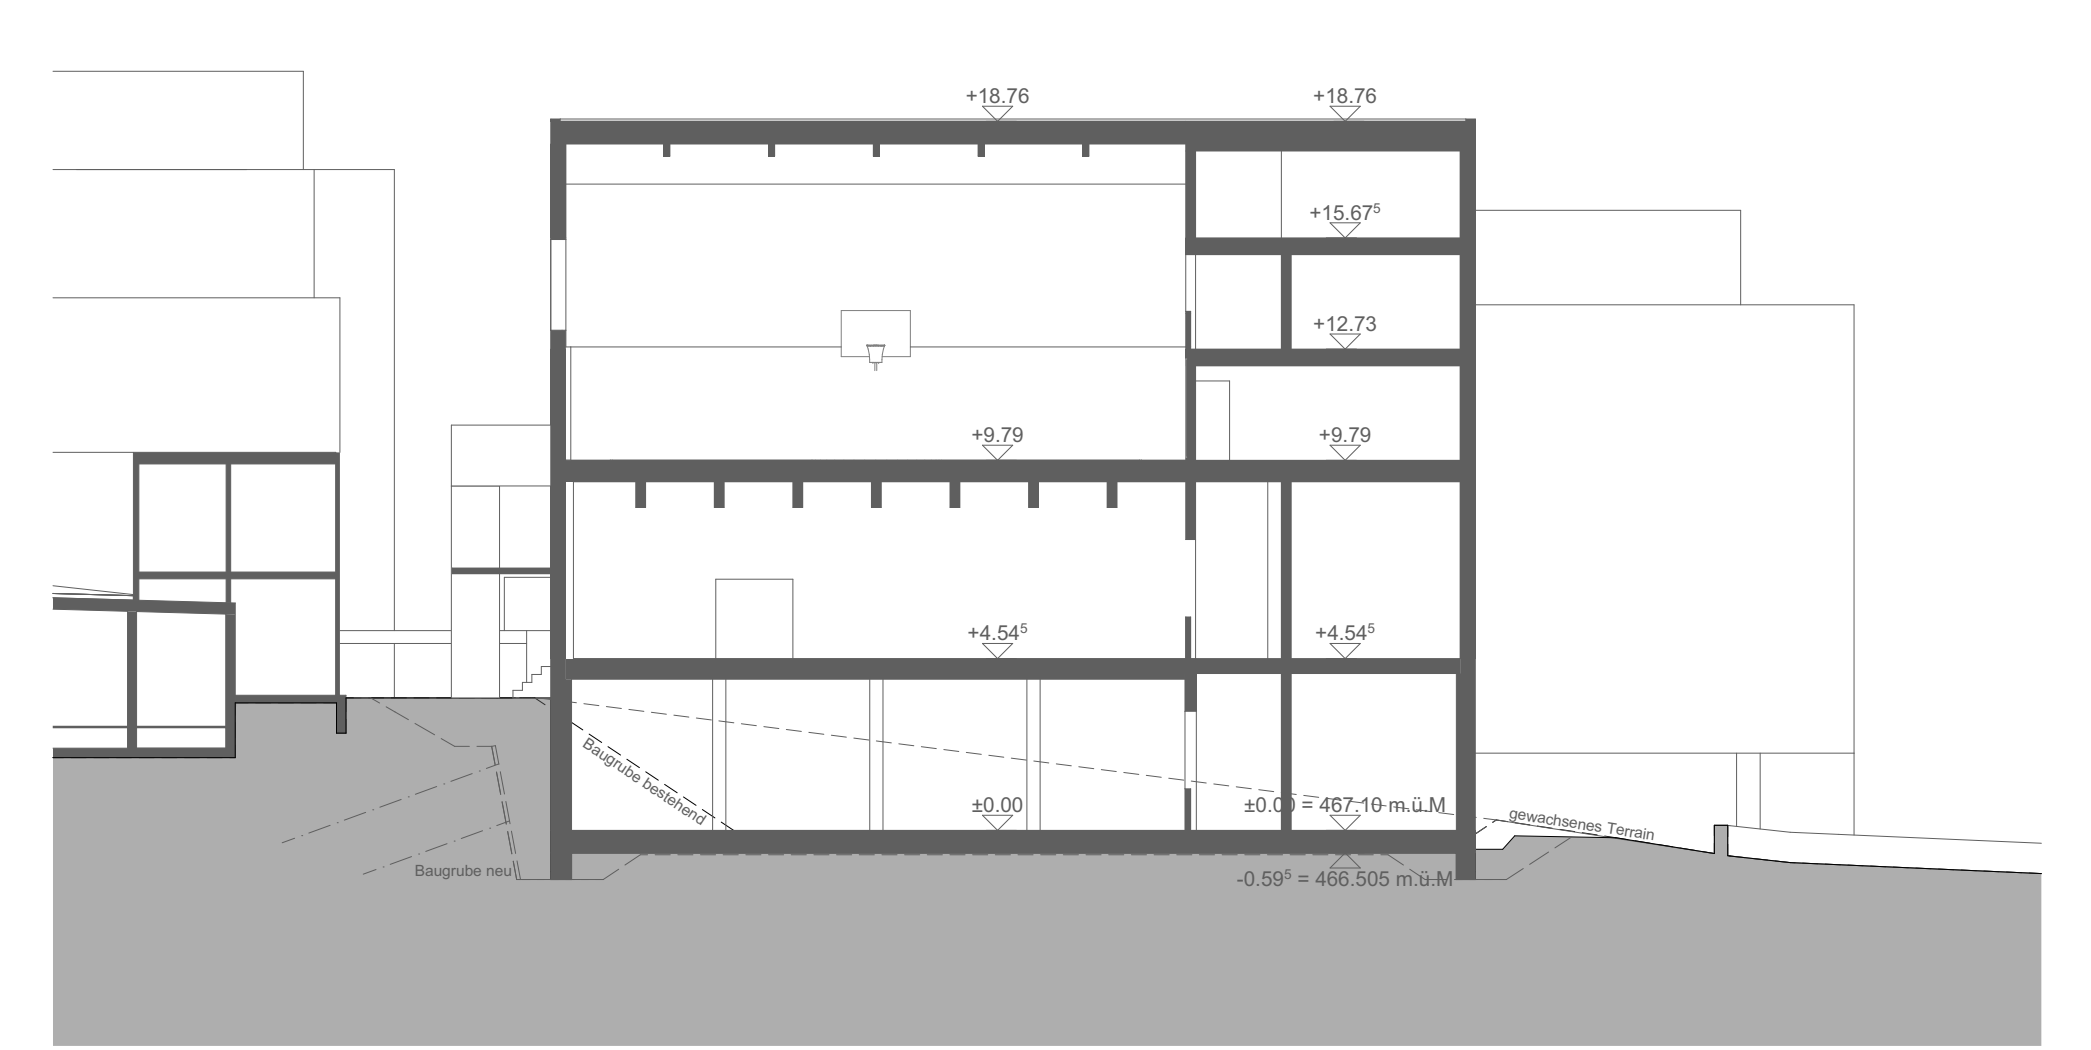 +18.76 +18.76
+15.67⁵
+12.73
+9.79 +9.79
+4.54⁵ +4.54⁵
Baugrube bestehend
±0.00 ±0.00 = 467.10 m.ü.M
gewachsenes Terrain
Baugrube neu
-0.59⁵ = 466.505 m.ü.M